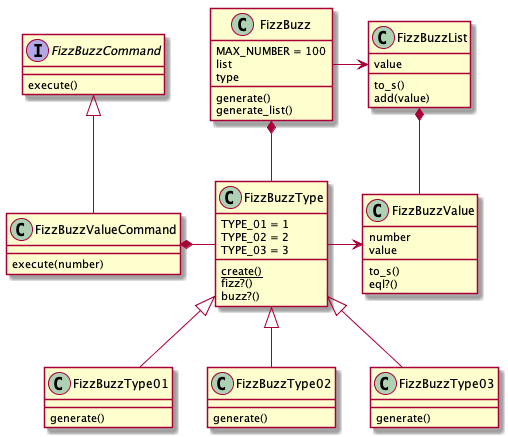 I FizzBuzzCommand
execute()
C FizzBuzz
MAX_NUMBER = 100
list
type
generate()
generate_list()
C FizzBuzzList
value
to_s()
add(value)
C FizzBuzzValueCommand
execute(number)
C FizzBuzzType
TYPE_01 = 1
TYPE_02 = 2
TYPE_03 = 3
create()
fizz?()
buzz?()
C FizzBuzzValue
number
value
to_s()
eql?()
C FizzBuzzType01
generate()
C FizzBuzzType02
generate()
C FizzBuzzType03
generate()